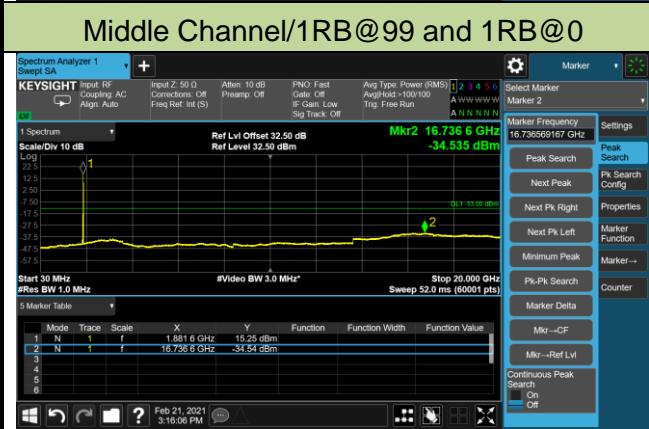 Middle Channel/1RB@99 and 1RB@0
Spectrum Analyzer 1
Swept SA
+
Marker
KEYSIGHT
Input: RF
Coupling: AC
Align: Auto
Input Z: 50 Ω
Corrections: Off
Freq Ref: Int (S)
Atten: 10 dB
Preamp: Off
PNO: Fast
Gate: Off
IF Gain: Low
Sig Track: Off
Avg Type: Power (RMS)
Avg|Hold:>100/100
Trig: Free Run
1 2 3 4 5 6
A W W W W W
A N N N N N
Select Marker
Marker 2
1 Spectrum
Scale/Div 10 dB
Ref Lvl Offset 32.50 dB
Ref Level 32.50 dBm
Mkr2 16.736 6 GHz
-34.535 dBm
Log
22.5
12.5
2.50
-7.50
-17.5
-27.5
-37.5
-47.5
-57.5
1
DL1 -13.00 dBm
2
Start 30 MHz
#Res BW 1.0 MHz
#Video BW 3.0 MHz*
Stop 20.000 GHz
Sweep 52.0 ms (60001 pts)
5 Marker Table
Mode Trace Scale X Y Function Function Width Function Value
1 N 1 f 1.881 6 GHz 15.25 dBm
2 N 1 f 16.736 6 GHz -34.54 dBm
3
4
5
6
Marker Frequency
16.736569167 GHz
Peak Search
Next Peak
Next Pk Right
Next Pk Left
Minimum Peak
Pk-Pk Search
Marker Delta
Mkr→CF
Mkr→Ref Lvl
Continuous Peak Search
On
Off
Settings
Peak Search
Pk Search Config
Properties
Marker Function
Marker→
Counter
?
Feb 21, 2021
3:16:06 PM